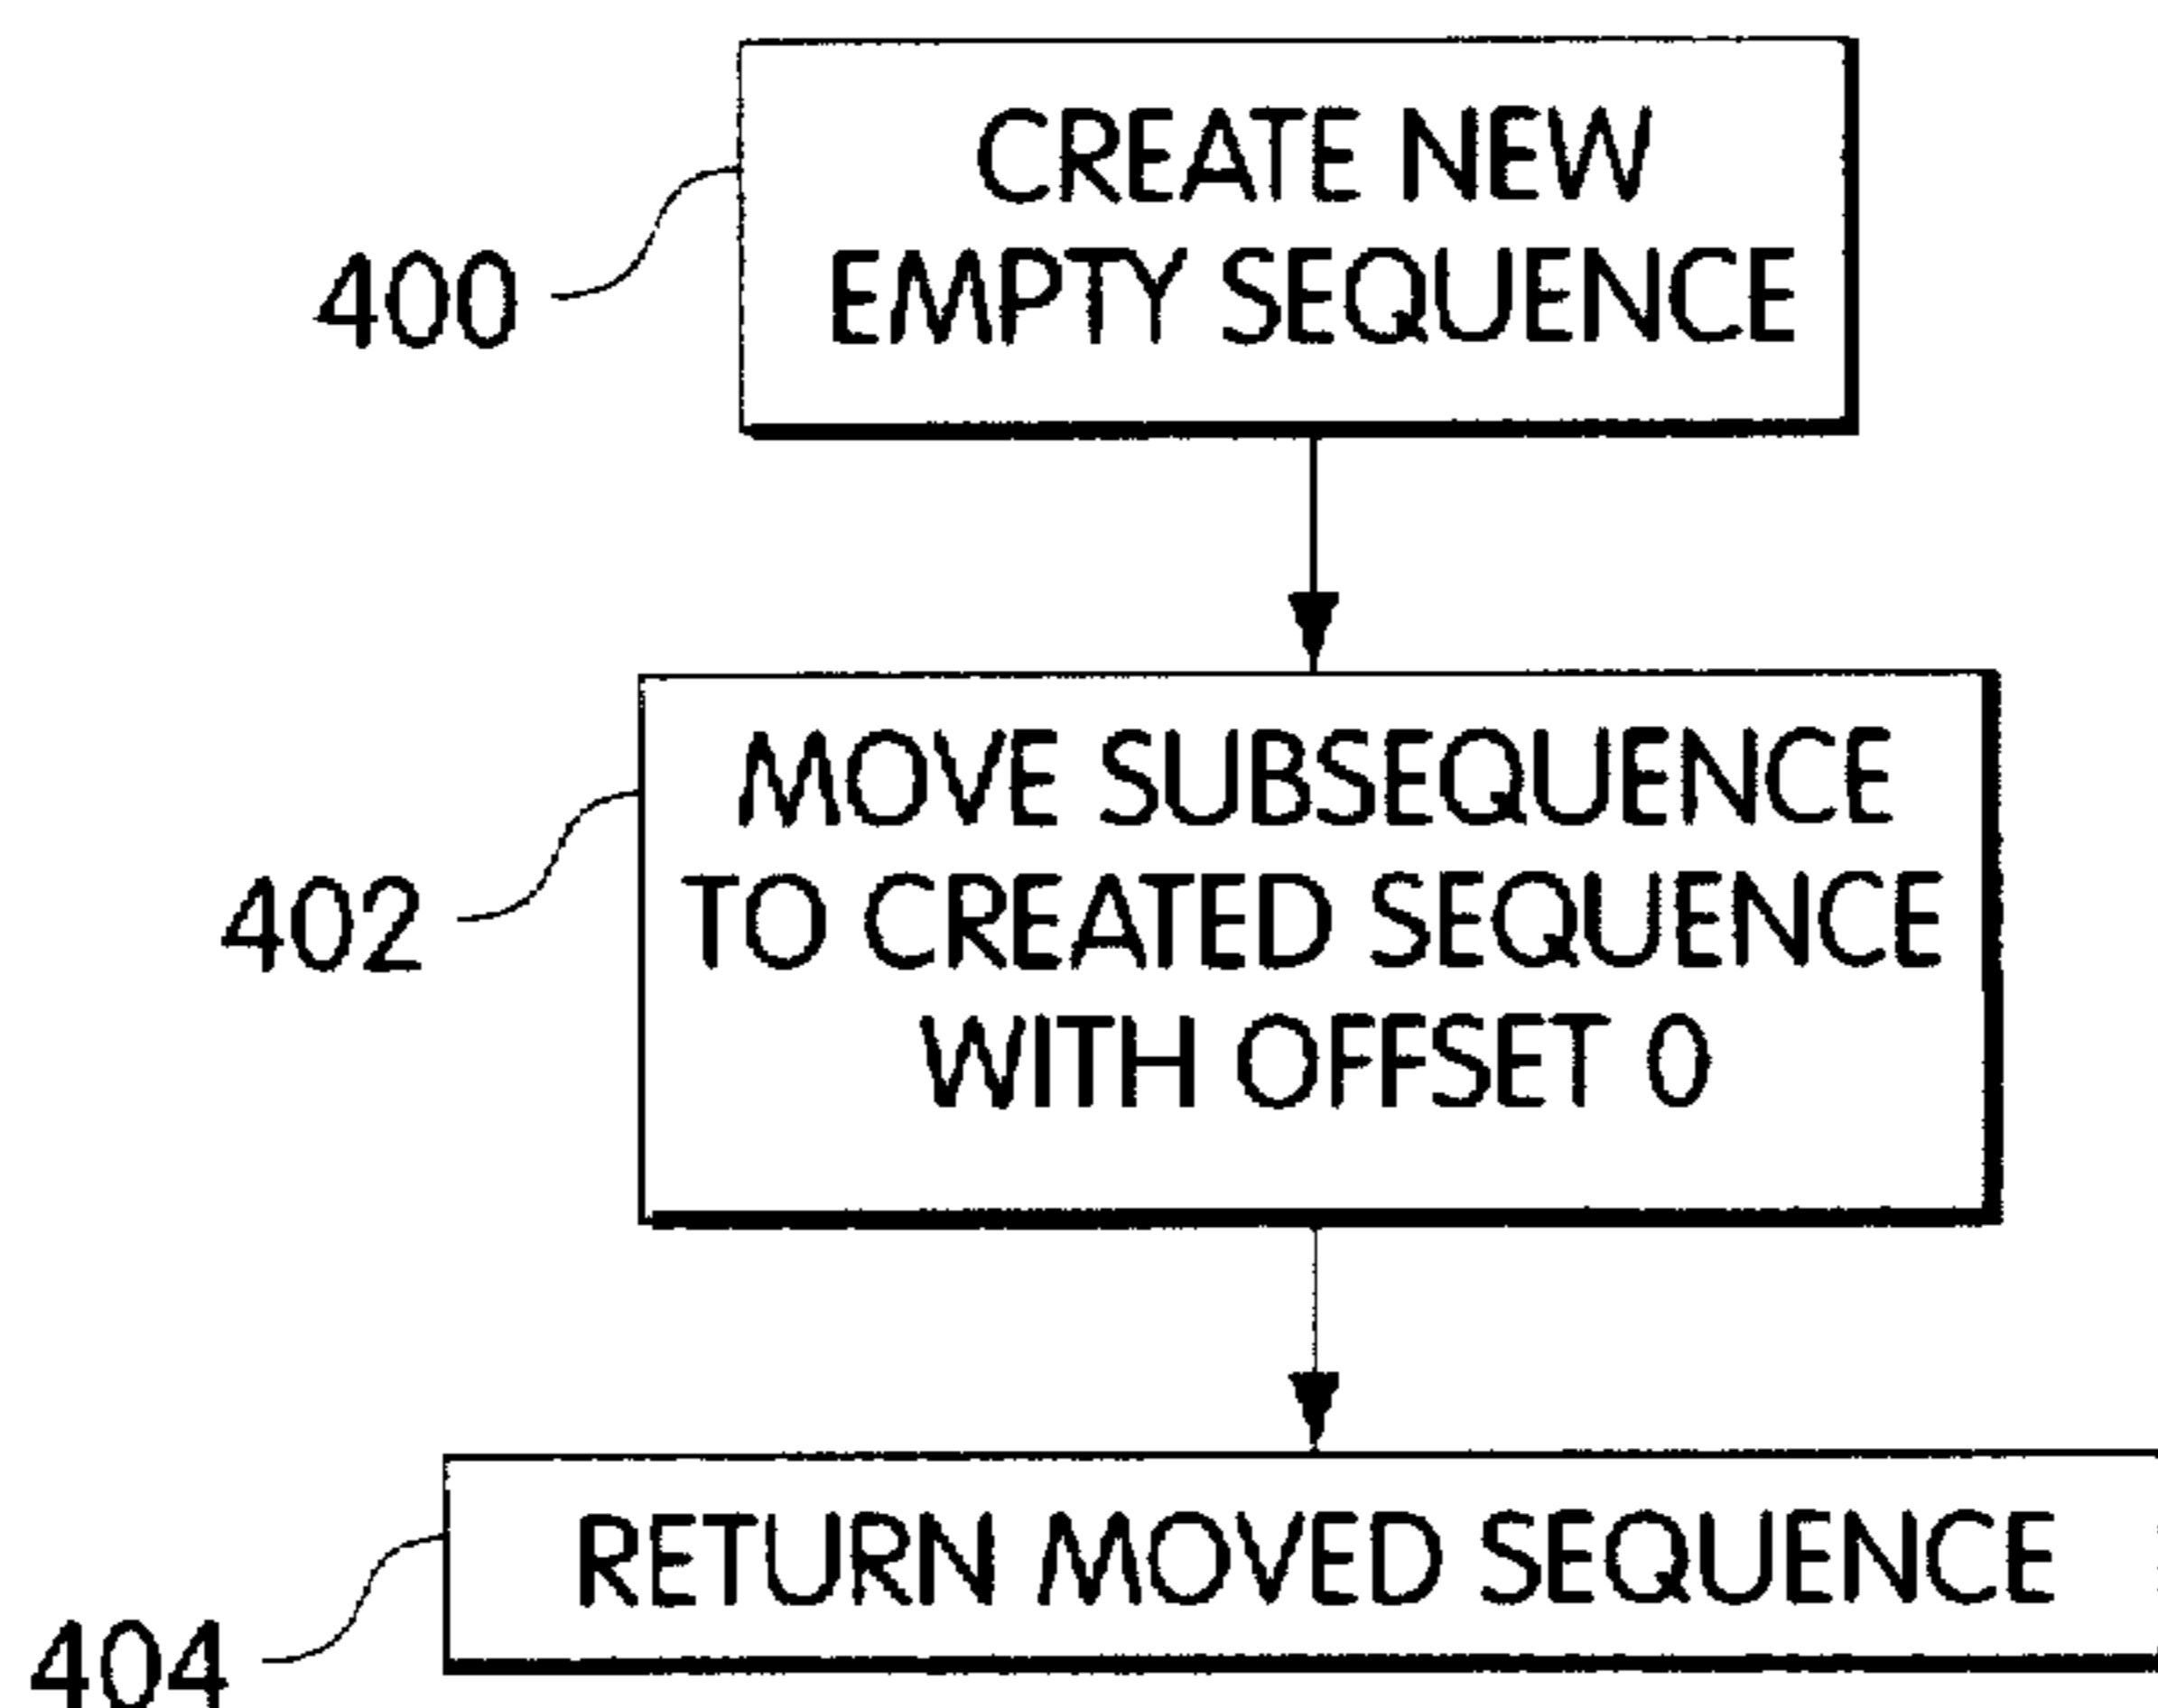 CREATE NEW
EMPTY SEQUENCE
400
MOVE SUBSEQUENCE
TO CREATED SEQUENCE
WITH OFFSET 0
402
RETURN MOVED SEQUENCE
404